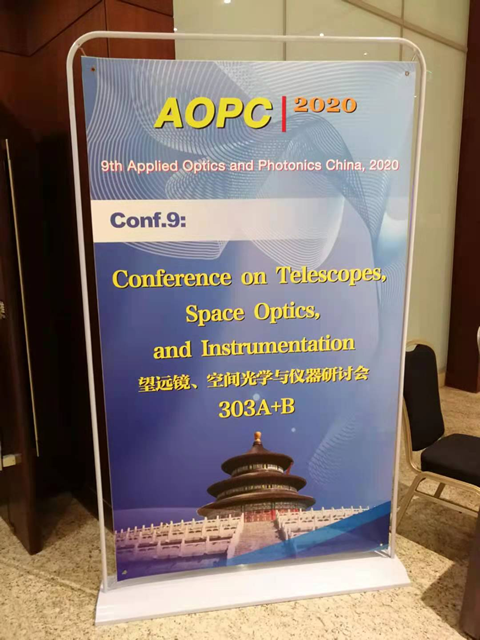 AOPC | 2020
9th Applied Optics and Photonics China, 2020
Conf.9:
Conference on Telescopes,
Space Optics,
and Instrumentation
望远镜、空间光学与仪器研讨会
303A+B